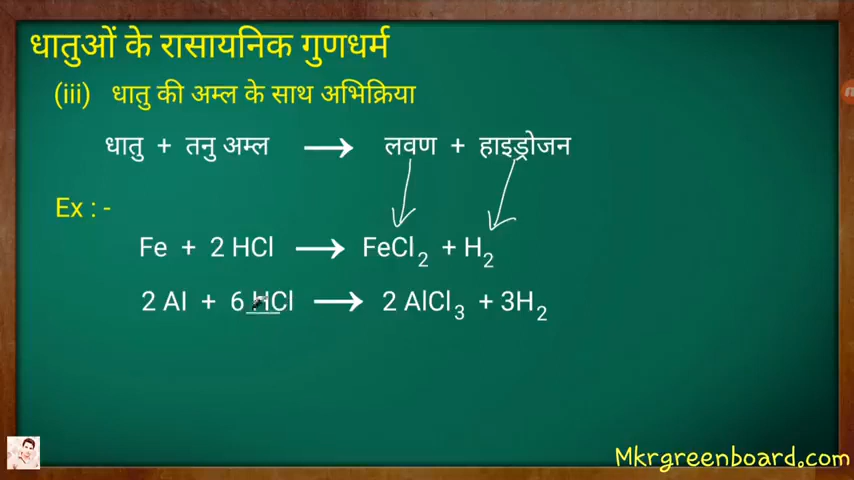 धातुओं के रासायनिक गुणधर्म
(iii) धातु की अम्ल के साथ अभिक्रिया
धातु + तनु अम्ल ⟶ लवण + हाइड्रोजन
Ex : -
Fe + 2 HCl ⟶ FeCl₂ + H₂
2 Al + 6 HCl ⟶ 2 AlCl₃ + 3H₂
Mkrgreenboard.com